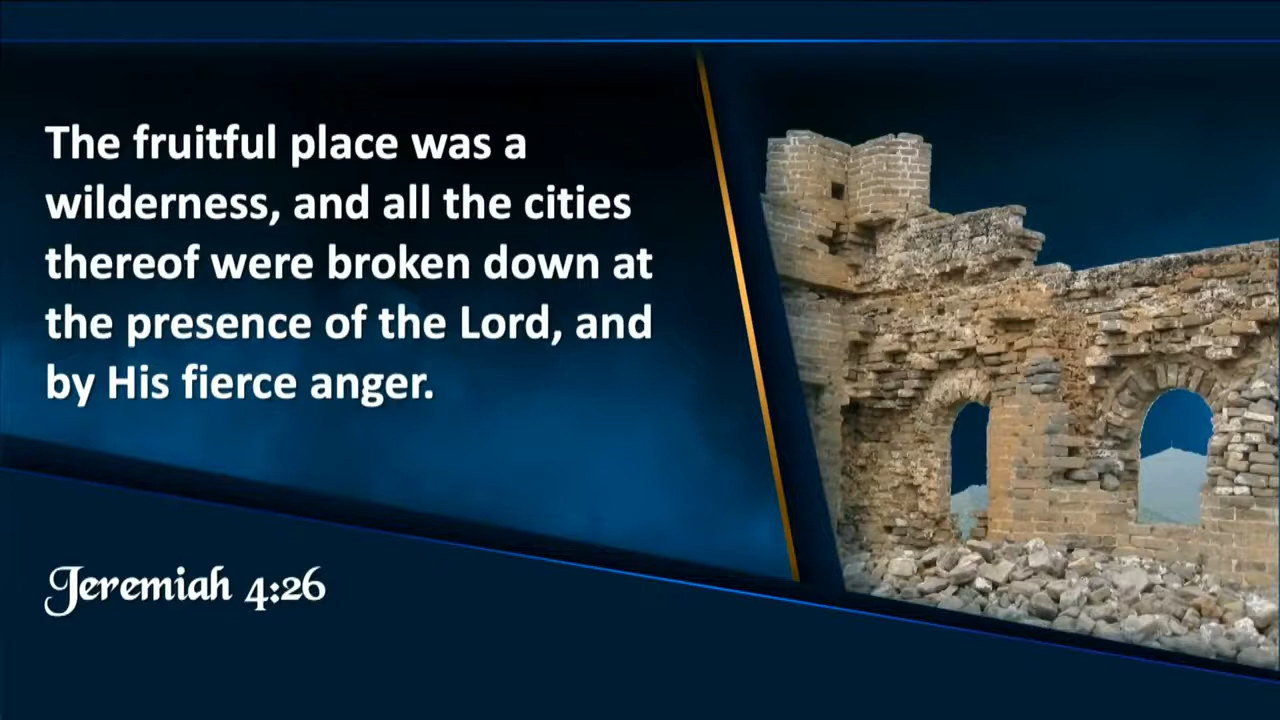 The fruitful place was a
wilderness, and all the cities
thereof were broken down at
the presence of the Lord, and
by His fierce anger.
Jeremiah 4:26